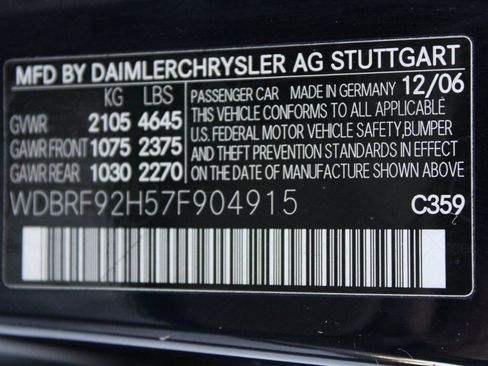 MFD BY DAIMLERCHRYSLER AG STUTTGART
KG LBS
GVWR 2105 4645
GAWR FRONT 1075 2375
GAWR REAR 1030 2270
PASSENGER CAR MADE IN GERMANY 12/06
THIS VEHICLE CONFORMS TO ALL APPLICABLE
U.S. FEDERAL MOTOR VEHICLE SAFETY,BUMPER
AND THEFT PREVENTION STANDARDS IN EFFECT
ON THE DATE OF MANUFACTURE SHOWN ABOVE
WDBRF92H57F904915 C359